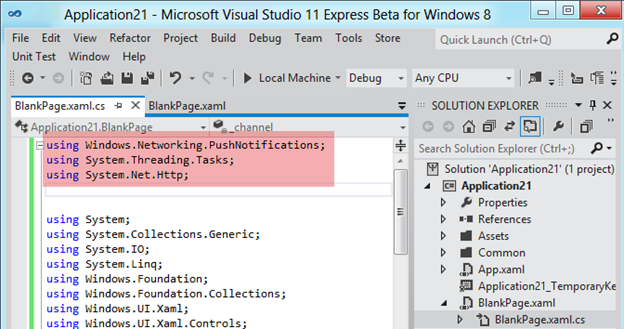 Application21 - Microsoft Visual Studio 11 Express Beta for Windows 8
File Edit View Refactor Project Build Debug Team Tools Store
Quick Launch (Ctrl+Q)
Unit Test Window Help
Local Machine Debug Any CPU
BlankPage.xaml.cs BlankPage.xaml
Application21.BlankPage _channel
using Windows.Networking.PushNotifications;
using System.Threading.Tasks;
using System.Net.Http;
using System;
using System.Collections.Generic;
using System.IO;
using System.Linq;
using Windows.Foundation;
using Windows.Foundation.Collections;
using Windows.UI.Xaml;
using Windows.UI.Xaml.Controls;
SOLUTION EXPLORER
Search Solution Explorer (Ctrl+;)
Solution 'Application21' (1 project)
C# Application21
Properties
References
Assets
Common
App.xaml
Application21_TemporaryKe
BlankPage.xaml
BlankPage.xaml.cs